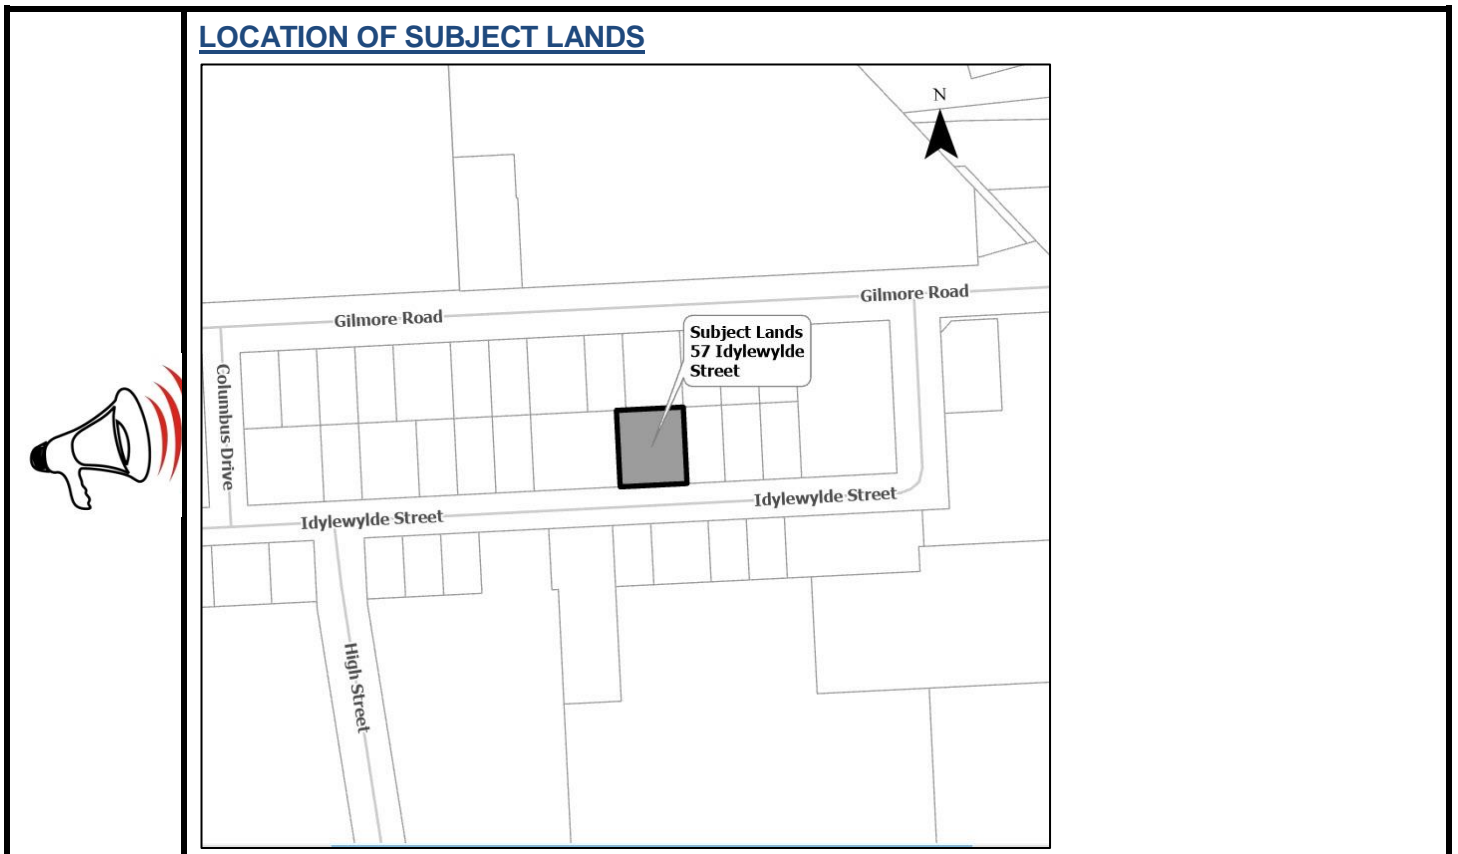 LOCATION OF SUBJECT LANDS
N
Gilmore Road
Gilmore Road
Subject Lands
57 Idylewylde
Street
Columbus Drive
Idylewylde Street
Idylewylde Street
High Street